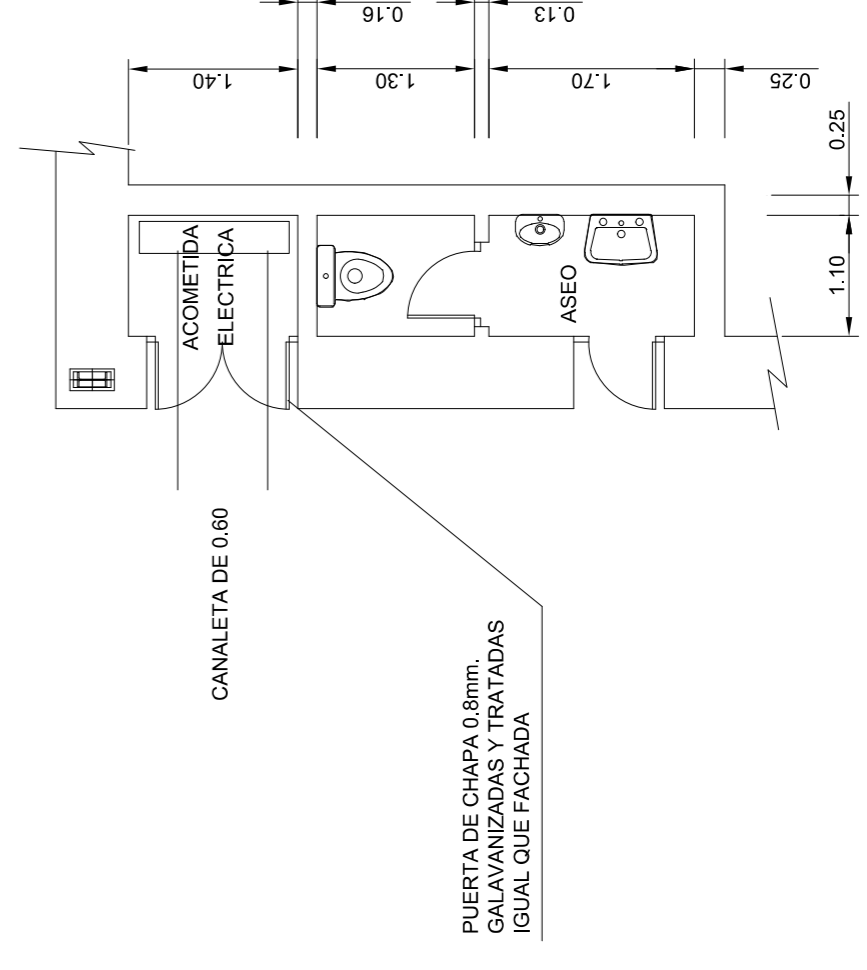 0.16
0.13
1.40
1.30
1.70
0.25
0.25
1.10
ACOMETIDA
ELECTRICA
ASEO
CANALETA DE 0.60
PUERTA DE CHAPA 0.8mm.
GALAVANIZADAS Y TRATADAS
IGUAL QUE FACHADA